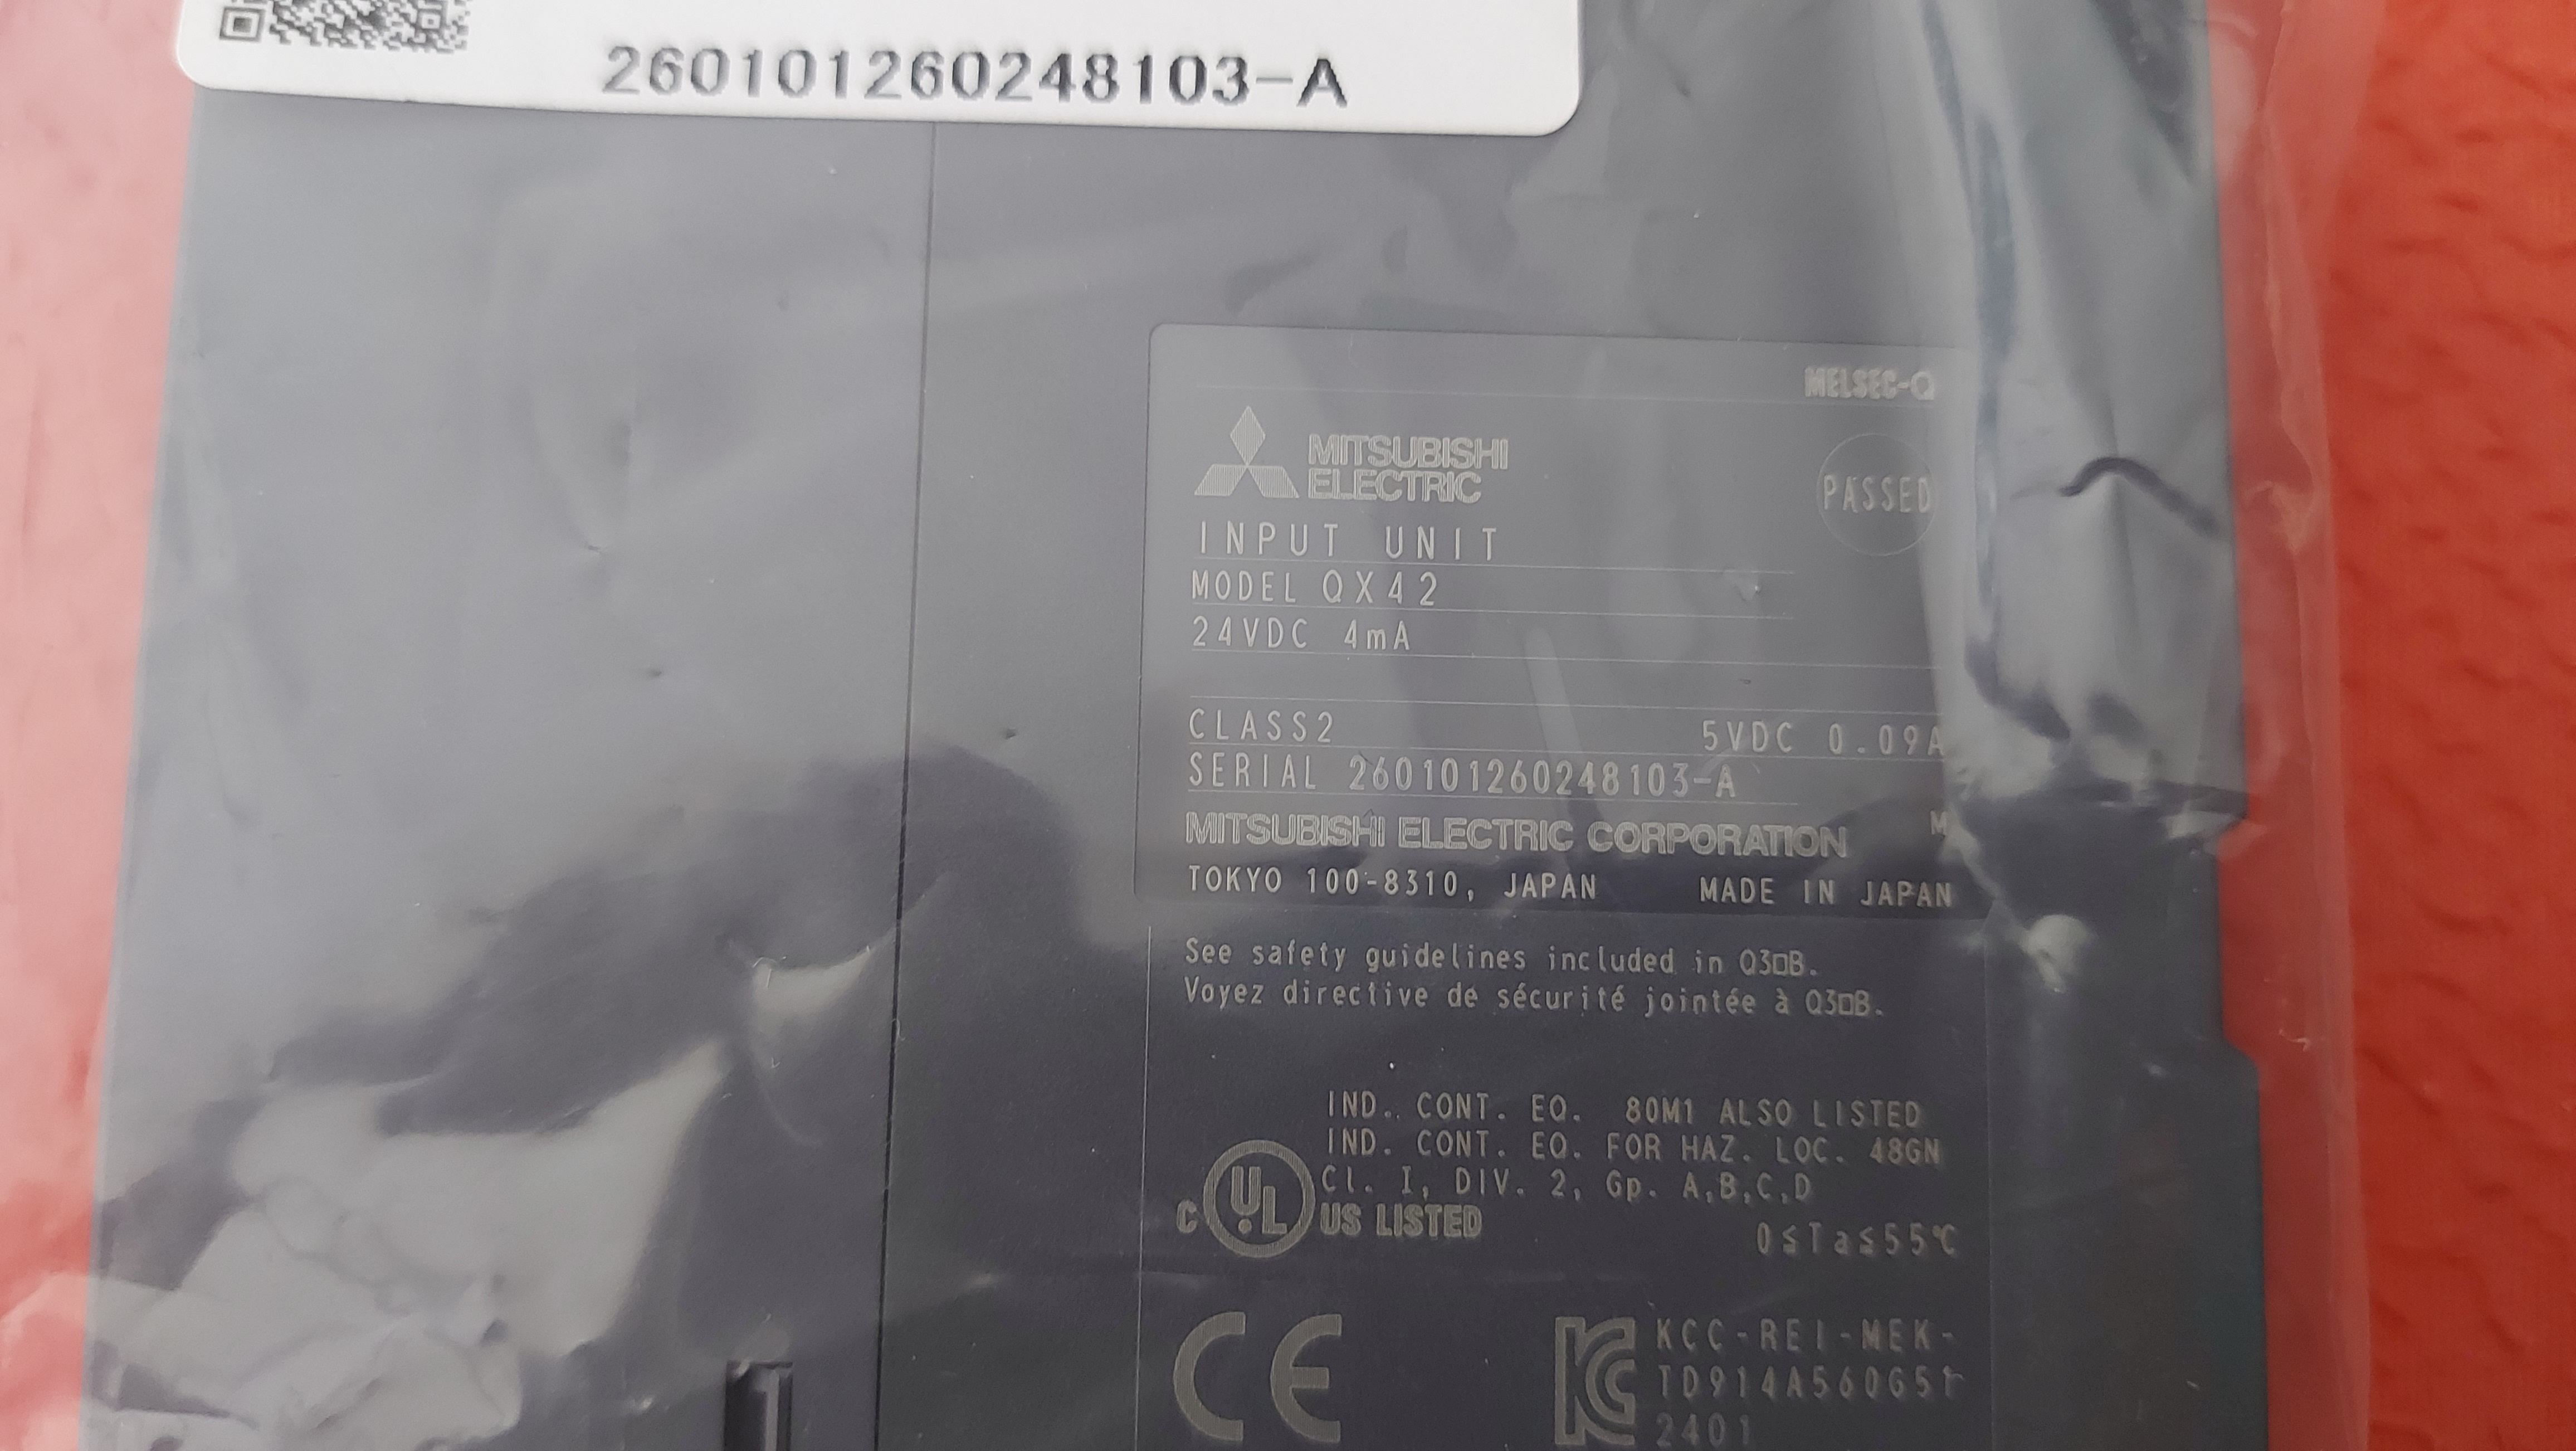 260101260248103-A
MELSEC-Q
MITSUBISHI
ELECTRIC
PASSED
INPUT UNIT
MODEL QX42
24VDC 4mA
CLASS2 5VDC 0.09A
SERIAL 260101260248103-A
M
MITSUBISHI ELECTRIC CORPORATION
TOKYO 100-8310, JAPAN MADE IN JAPAN
See safety guidelines included in Q3□B.
Voyez directive de sécurité jointée à Q3□B.
IND. CONT. EQ. 80M1 ALSO LISTED
IND. CONT. EQ. FOR HAZ. LOC. 48GN
Cl. I, DIV. 2, Gp. A,B,C,D
C UL US LISTED
0≤Ta≤55℃
CE
KCC-REI-MEK-
2401